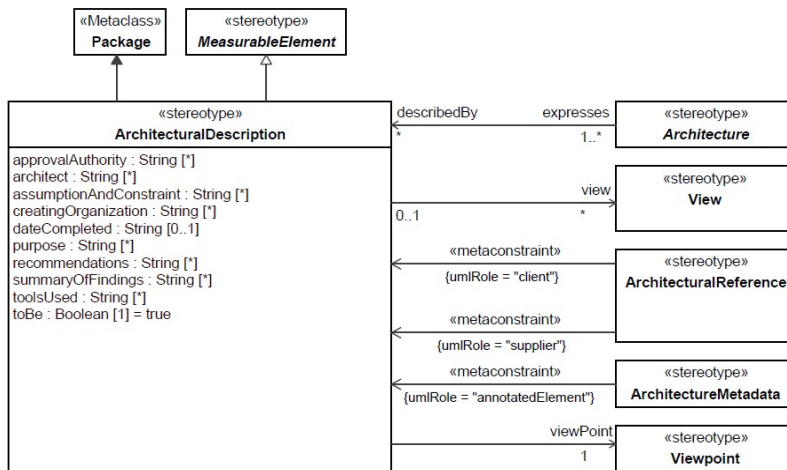 «Metaclass»
Package
«stereotype»
MeasurableElement
«stereotype»
ArchitecturalDescription
approvalAuthority : String [*]
architect : String [*]
assumptionAndConstraint : String [*]
creatingOrganization : String [*]
dateCompleted : String [0..1]
purpose : String [*]
recommendations : String [*]
summaryOfFindings : String [*]
toolsUsed : String [*]
toBe : Boolean [1] = true
describedBy
expresses
*
1..*
«stereotype»
Architecture
view
0..1
*
«stereotype»
View
«metaconstraint»
{umlRole = "client"}
«stereotype»
ArchitecturalReference
«metaconstraint»
{umlRole = "supplier"}
«metaconstraint»
{umlRole = "annotatedElement"}
«stereotype»
ArchitectureMetadata
viewPoint
1
«stereotype»
Viewpoint